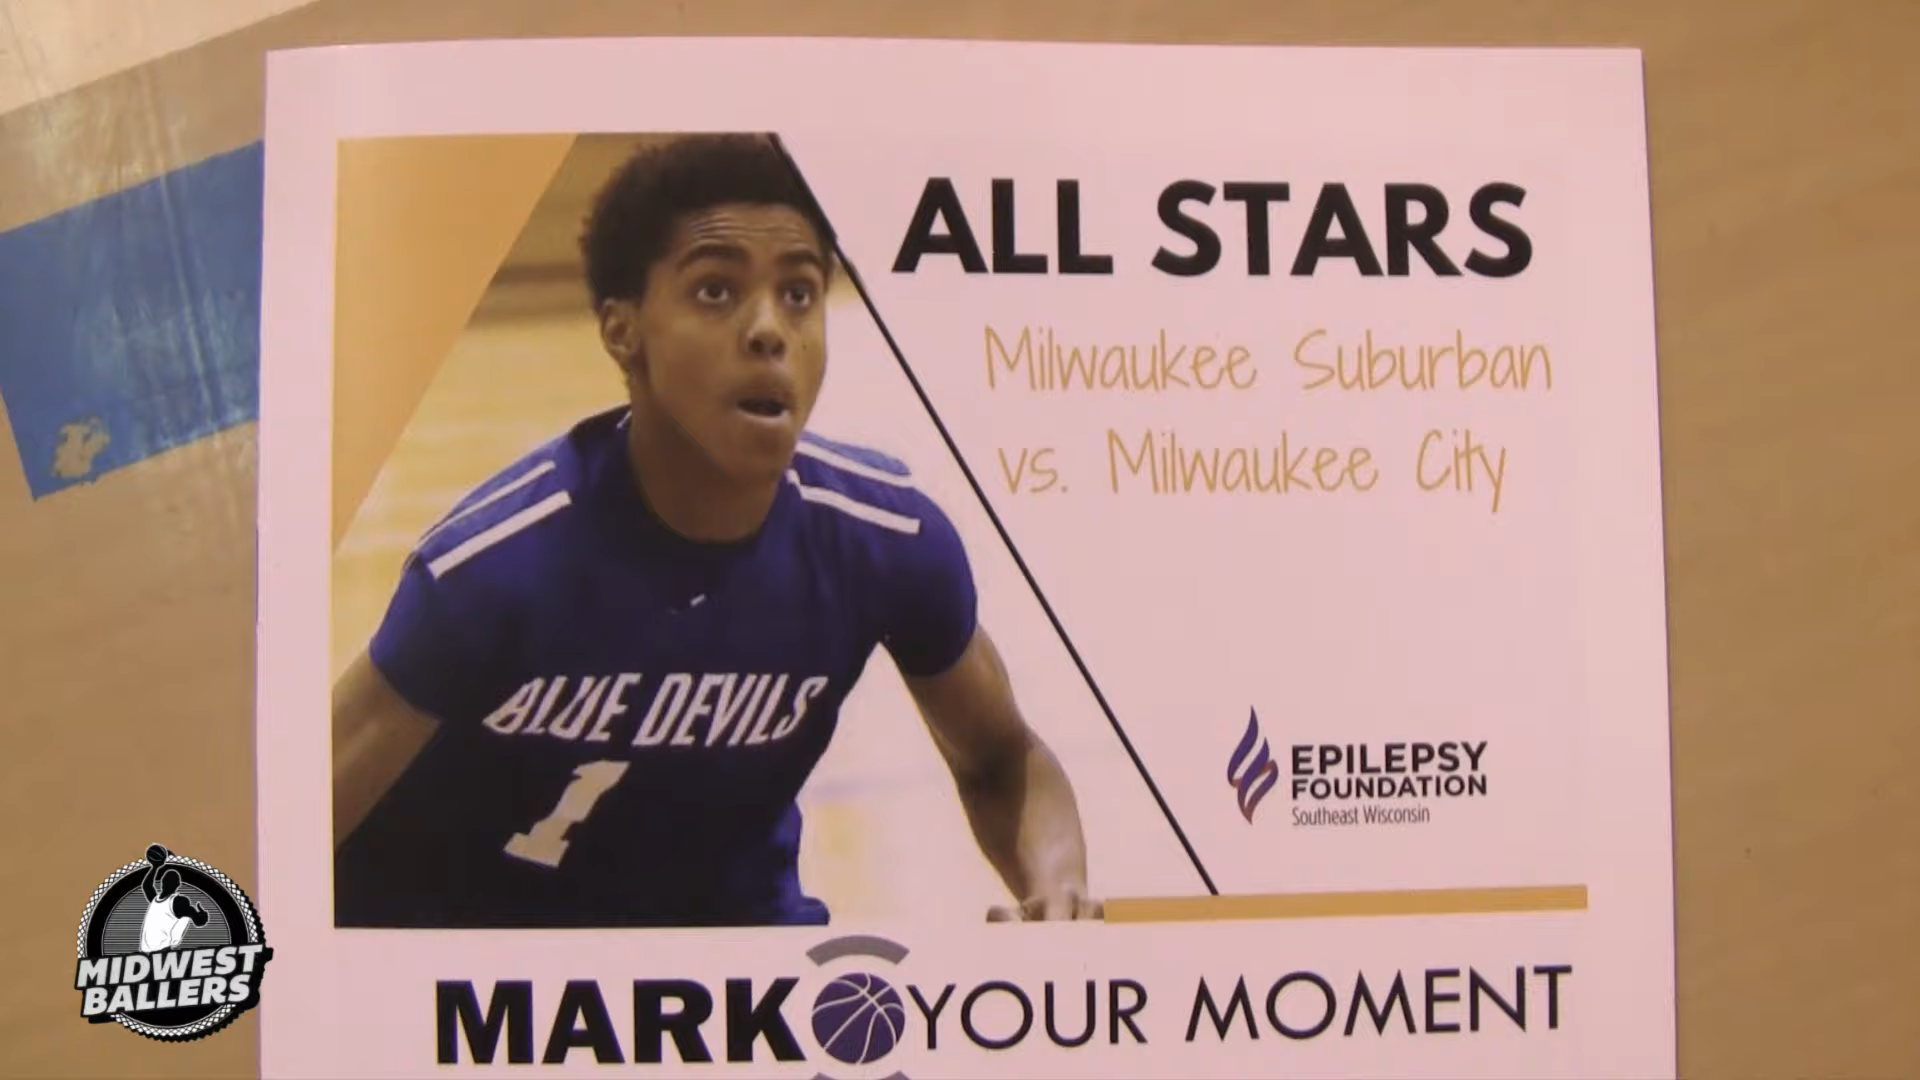 ALL STARS
Milwaukee Suburban
vs. Milwaukee City
BLUE DEVILS
1
EPILEPSY
FOUNDATION
Southeast Wisconsin
MARK YOUR MOMENT
MIDWEST
BALLERS